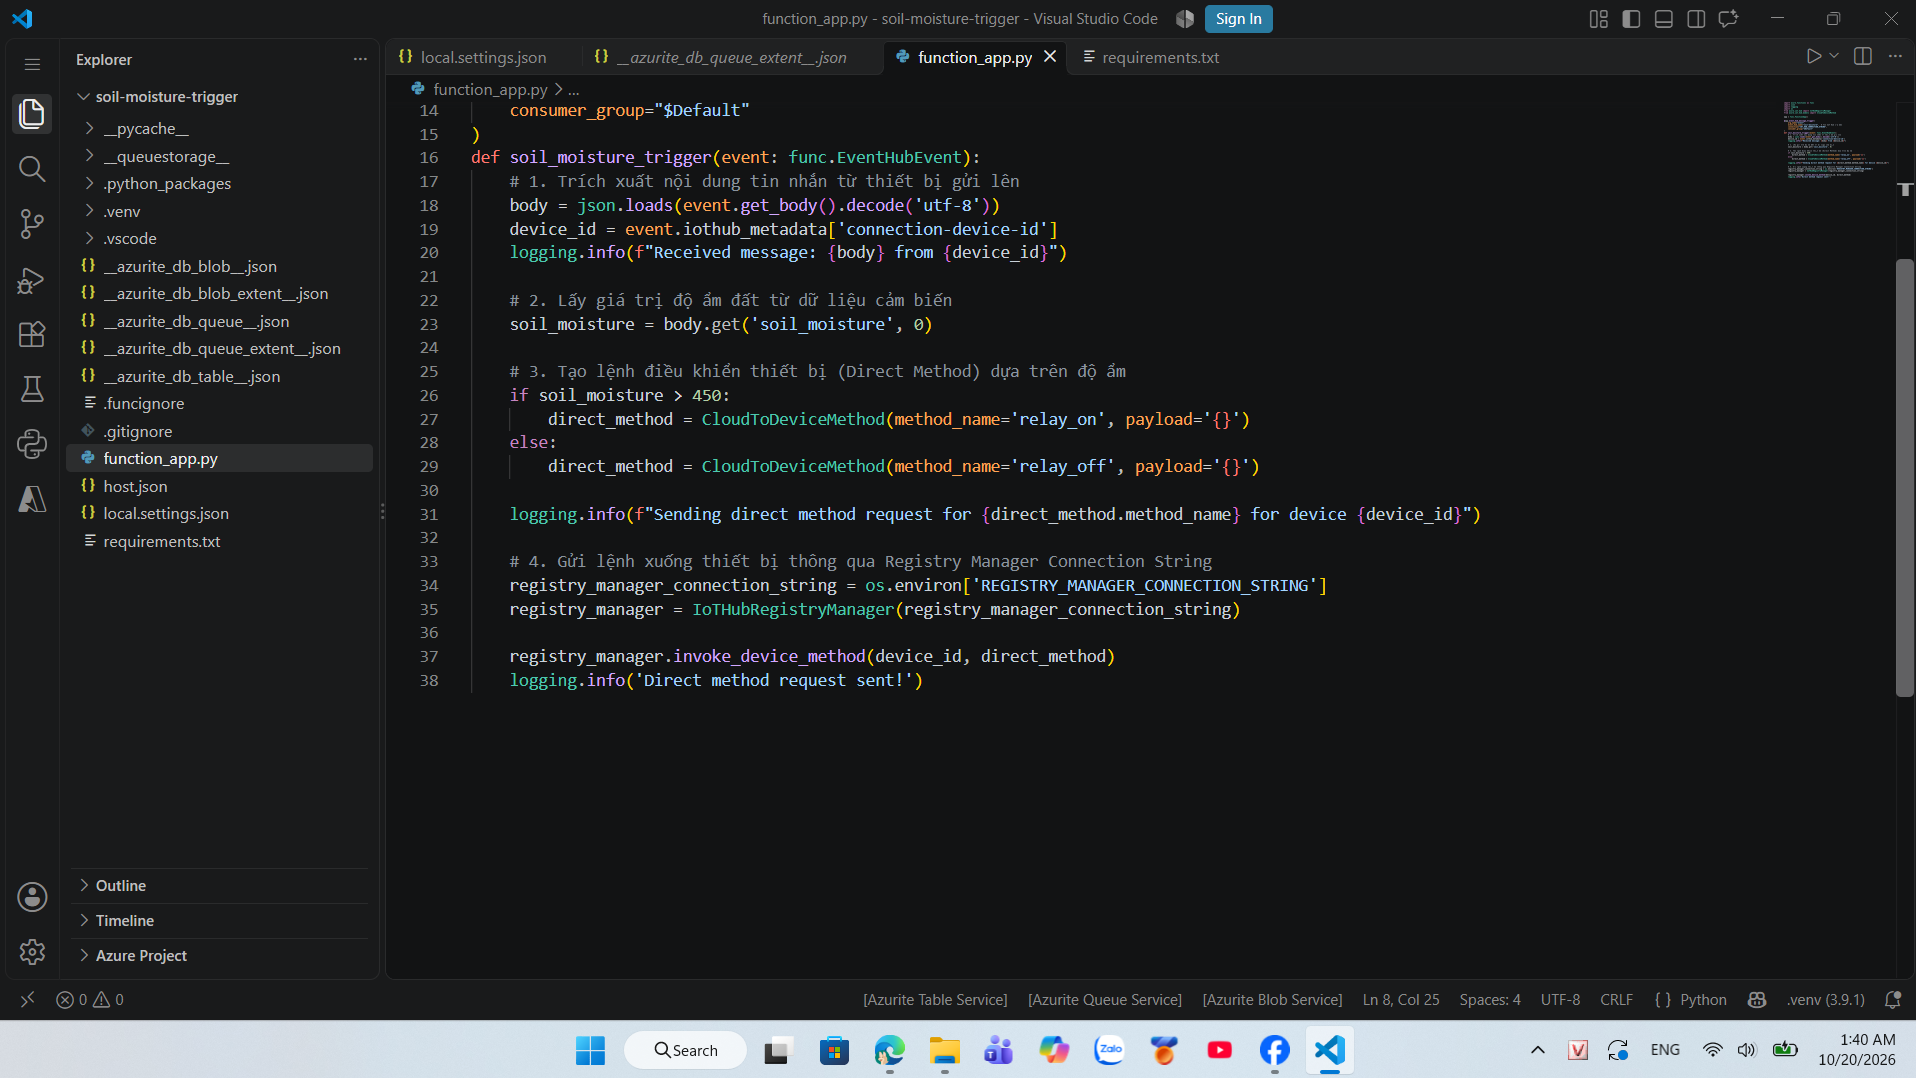 function_app.py - soil-moisture-trigger - Visual Studio Code
Sign In
Explorer
soil-moisture-trigger
__pycache__
__queuestorage__
.python_packages
.venv
.vscode
__azurite_db_blob__.json
__azurite_db_blob_extent__.json
__azurite_db_queue__.json
__azurite_db_queue_extent__.json
__azurite_db_table__.json
.funcignore
.gitignore
function_app.py
host.json
local.settings.json
requirements.txt
Outline
Timeline
Azure Project
local.settings.json
__azurite_db_queue_extent__.json
function_app.py
requirements.txt
function_app.py > ...
14 consumer_group="$Default"
15 )
16 def soil_moisture_trigger(event: func.EventHubEvent):
17 # 1. Trích xuất nội dung tin nhắn từ thiết bị gửi lên
18 body = json.loads(event.get_body().decode('utf-8'))
19 device_id = event.iothub_metadata['connection-device-id']
20 logging.info(f"Received message: {body} from {device_id}")
21
22 # 2. Lấy giá trị độ ẩm đất từ dữ liệu cảm biến
23 soil_moisture = body.get('soil_moisture', 0)
24
25 # 3. Tạo lệnh điều khiển thiết bị (Direct Method) dựa trên độ ẩm
26 if soil_moisture > 450:
27 direct_method = CloudToDeviceMethod(method_name='relay_on', payload='{}')
28 else:
29 direct_method = CloudToDeviceMethod(method_name='relay_off', payload='{}')
30
31 logging.info(f"Sending direct method request for {direct_method.method_name} for device {device_id}")
32
33 # 4. Gửi lệnh xuống thiết bị thông qua Registry Manager Connection String
34 registry_manager_connection_string = os.environ['REGISTRY_MANAGER_CONNECTION_STRING']
35 registry_manager = IoTHubRegistryManager(registry_manager_connection_string)
36
37 registry_manager.invoke_device_method(device_id, direct_method)
38 logging.info('Direct method request sent!')
0 0
[Azurite Table Service] [Azurite Queue Service] [Azurite Blob Service] Ln 8, Col 25 Spaces: 4 UTF-8 CRLF { } Python .venv (3.9.1)
Search
Zalo
ENG
1:40 AM
10/20/2026